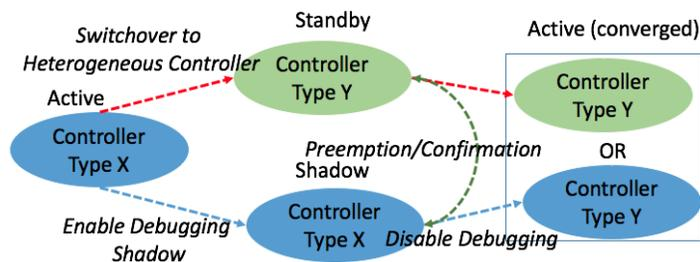 Switchover to
Heterogeneous Controller
Standby
Controller
Type Y
Active (converged)
Controller
Type Y
OR
Controller
Type Y
Active
Controller
Type X
Preemption/Confirmation
Shadow
Controller
Type X
Enable Debugging
Shadow
Disable Debugging